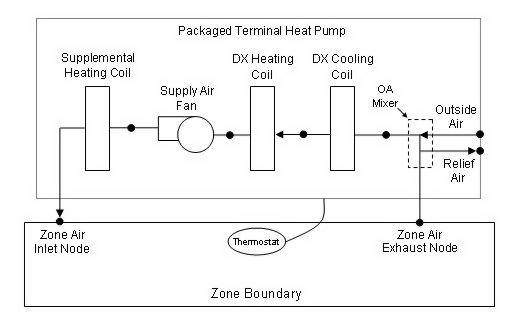 Packaged Terminal Heat Pump
Supplemental
Heating Coil
Supply Air
Fan
DX Heating
Coil
DX Cooling
Coil
OA
Mixer
Outside
Air
Relief
Air
Zone Air
Inlet Node
Thermostat
Zone Air
Exhaust Node
Zone Boundary